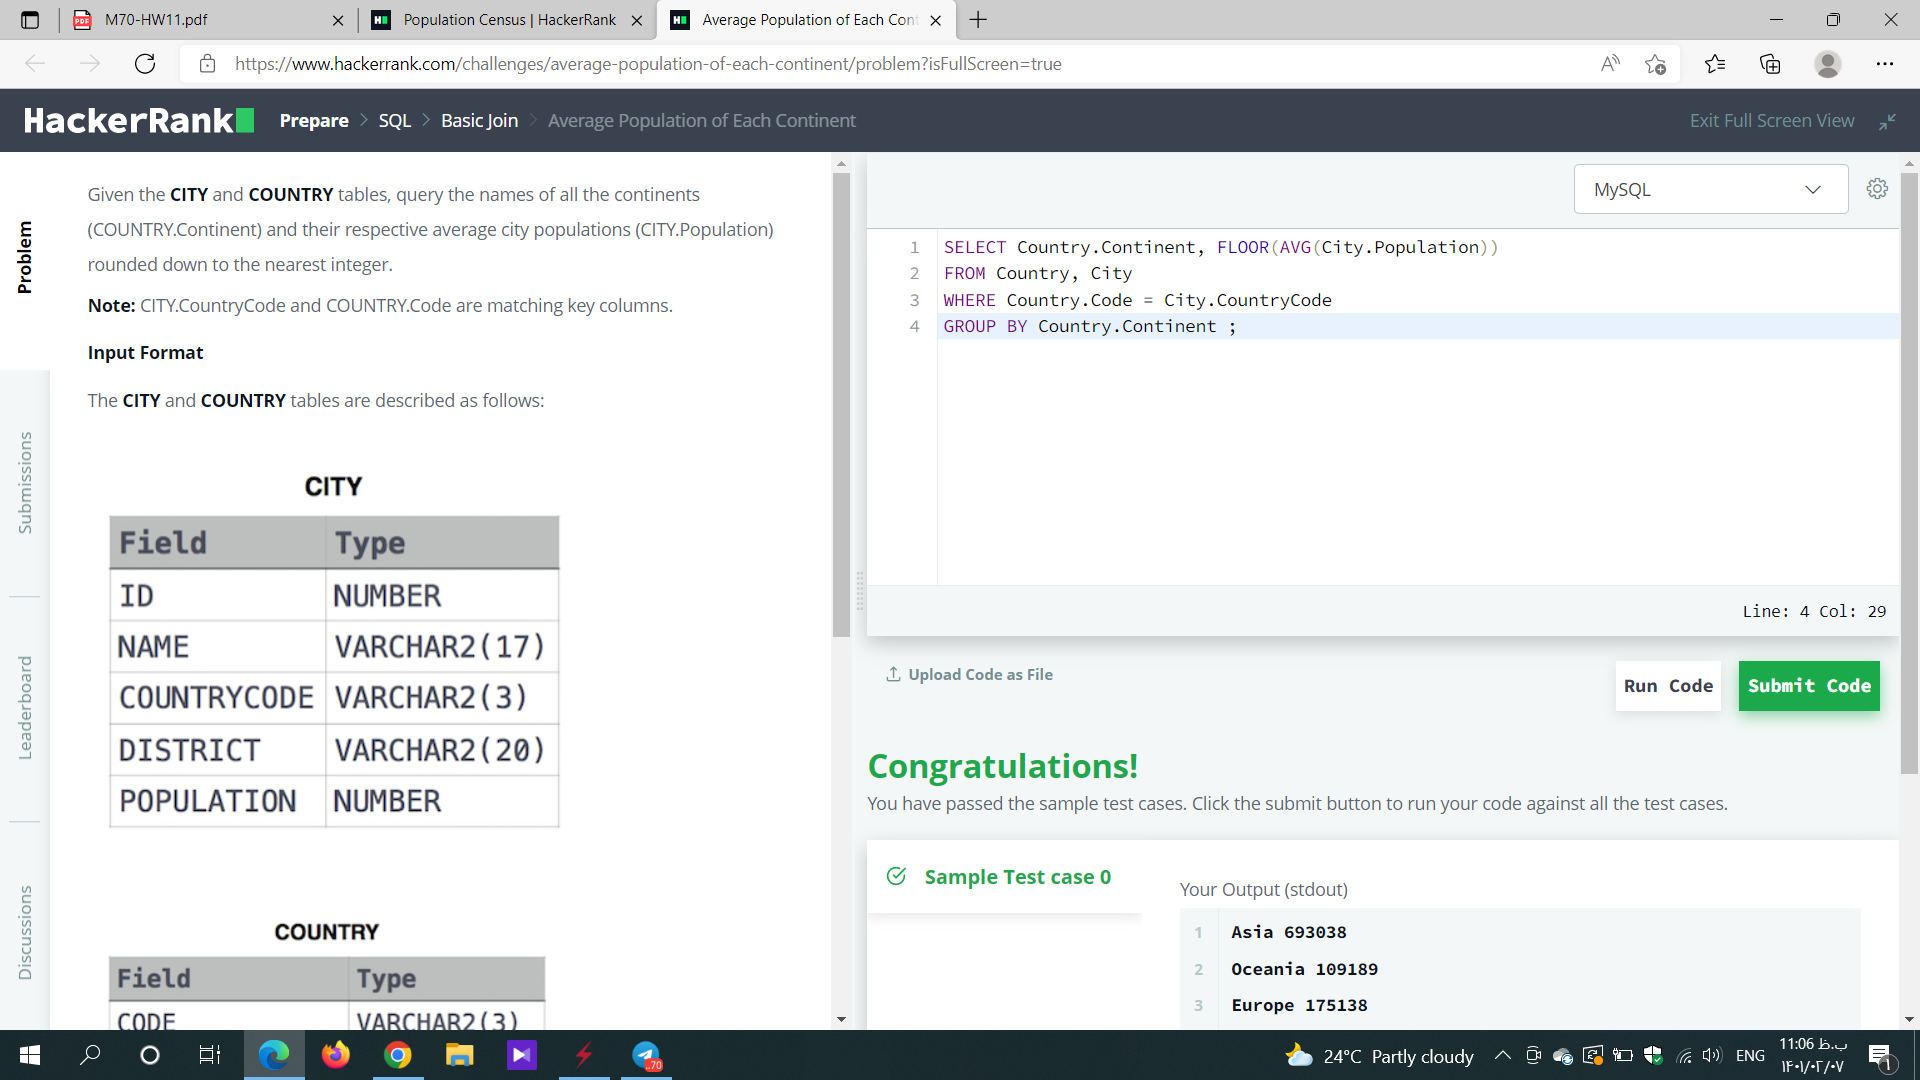 M70-HW11.pdf
Population Census | HackerRank
Average Population of Each Cont
https://www.hackerrank.com/challenges/average-population-of-each-continent/problem?isFullScreen=true
HackerRank
Prepare > SQL > Basic Join > Average Population of Each Continent
Exit Full Screen View
Problem
Submissions
Leaderboard
Discussions
Given the CITY and COUNTRY tables, query the names of all the continents
(COUNTRY.Continent) and their respective average city populations (CITY.Population)
rounded down to the nearest integer.
Note: CITY.CountryCode and COUNTRY.Code are matching key columns.
Input Format
The CITY and COUNTRY tables are described as follows:
CITY
Field Type
ID NUMBER
NAME VARCHAR2(17)
COUNTRYCODE VARCHAR2(3)
DISTRICT VARCHAR2(20)
POPULATION NUMBER
COUNTRY
Field Type
CODE VARCHAR2(3)
MySQL
1 SELECT Country.Continent, FLOOR(AVG(City.Population))
2 FROM Country, City
3 WHERE Country.Code = City.CountryCode
4 GROUP BY Country.Continent ;
Line: 4 Col: 29
Upload Code as File
Run Code
Submit Code
Congratulations!
You have passed the sample test cases. Click the submit button to run your code against all the test cases.
Sample Test case 0
Your Output (stdout)
1 Asia 693038
2 Oceania 109189
3 Europe 175138
..70
24°C Partly cloudy
ENG
11:06 ب.ظ
۱۴۰۱/۰۲/۰۷
1